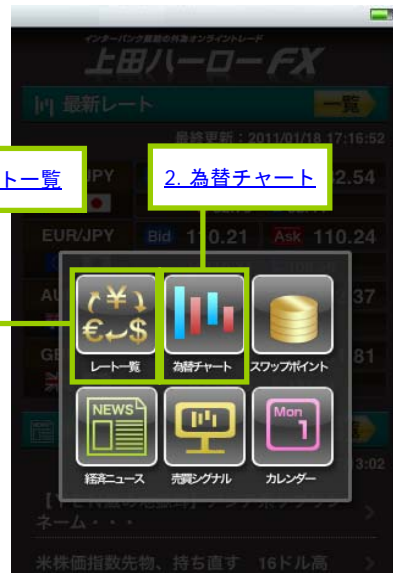 インターバンク直結の外為オンライントレード
上田ハーローFX
最新レート 一覧
最終更新：2011/01/18 17:16:52
ト一覧
2. 為替チャート
JPY 2.54
EUR/JPY Bid 110.21 Ask 110.24
AU 37
GB 81
レート一覧 為替チャート スワップポイント
NEWS Mon 1
経済ニュース 売買シグナル カレンダー
3:02
ネーム・・・
米株価指数先物、持ち直す 16ドル高